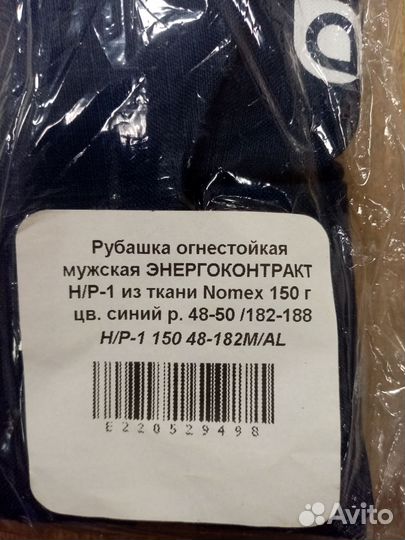 Рубашка огнестойкая
мужская ЭНЕРГОКОНТРАКТ
Н/Р-1 из ткани Nomex 150 г
цв. синий р. 48-50 /182-188
Н/Р-1 150 48-182M/AL
E220529498
Avito